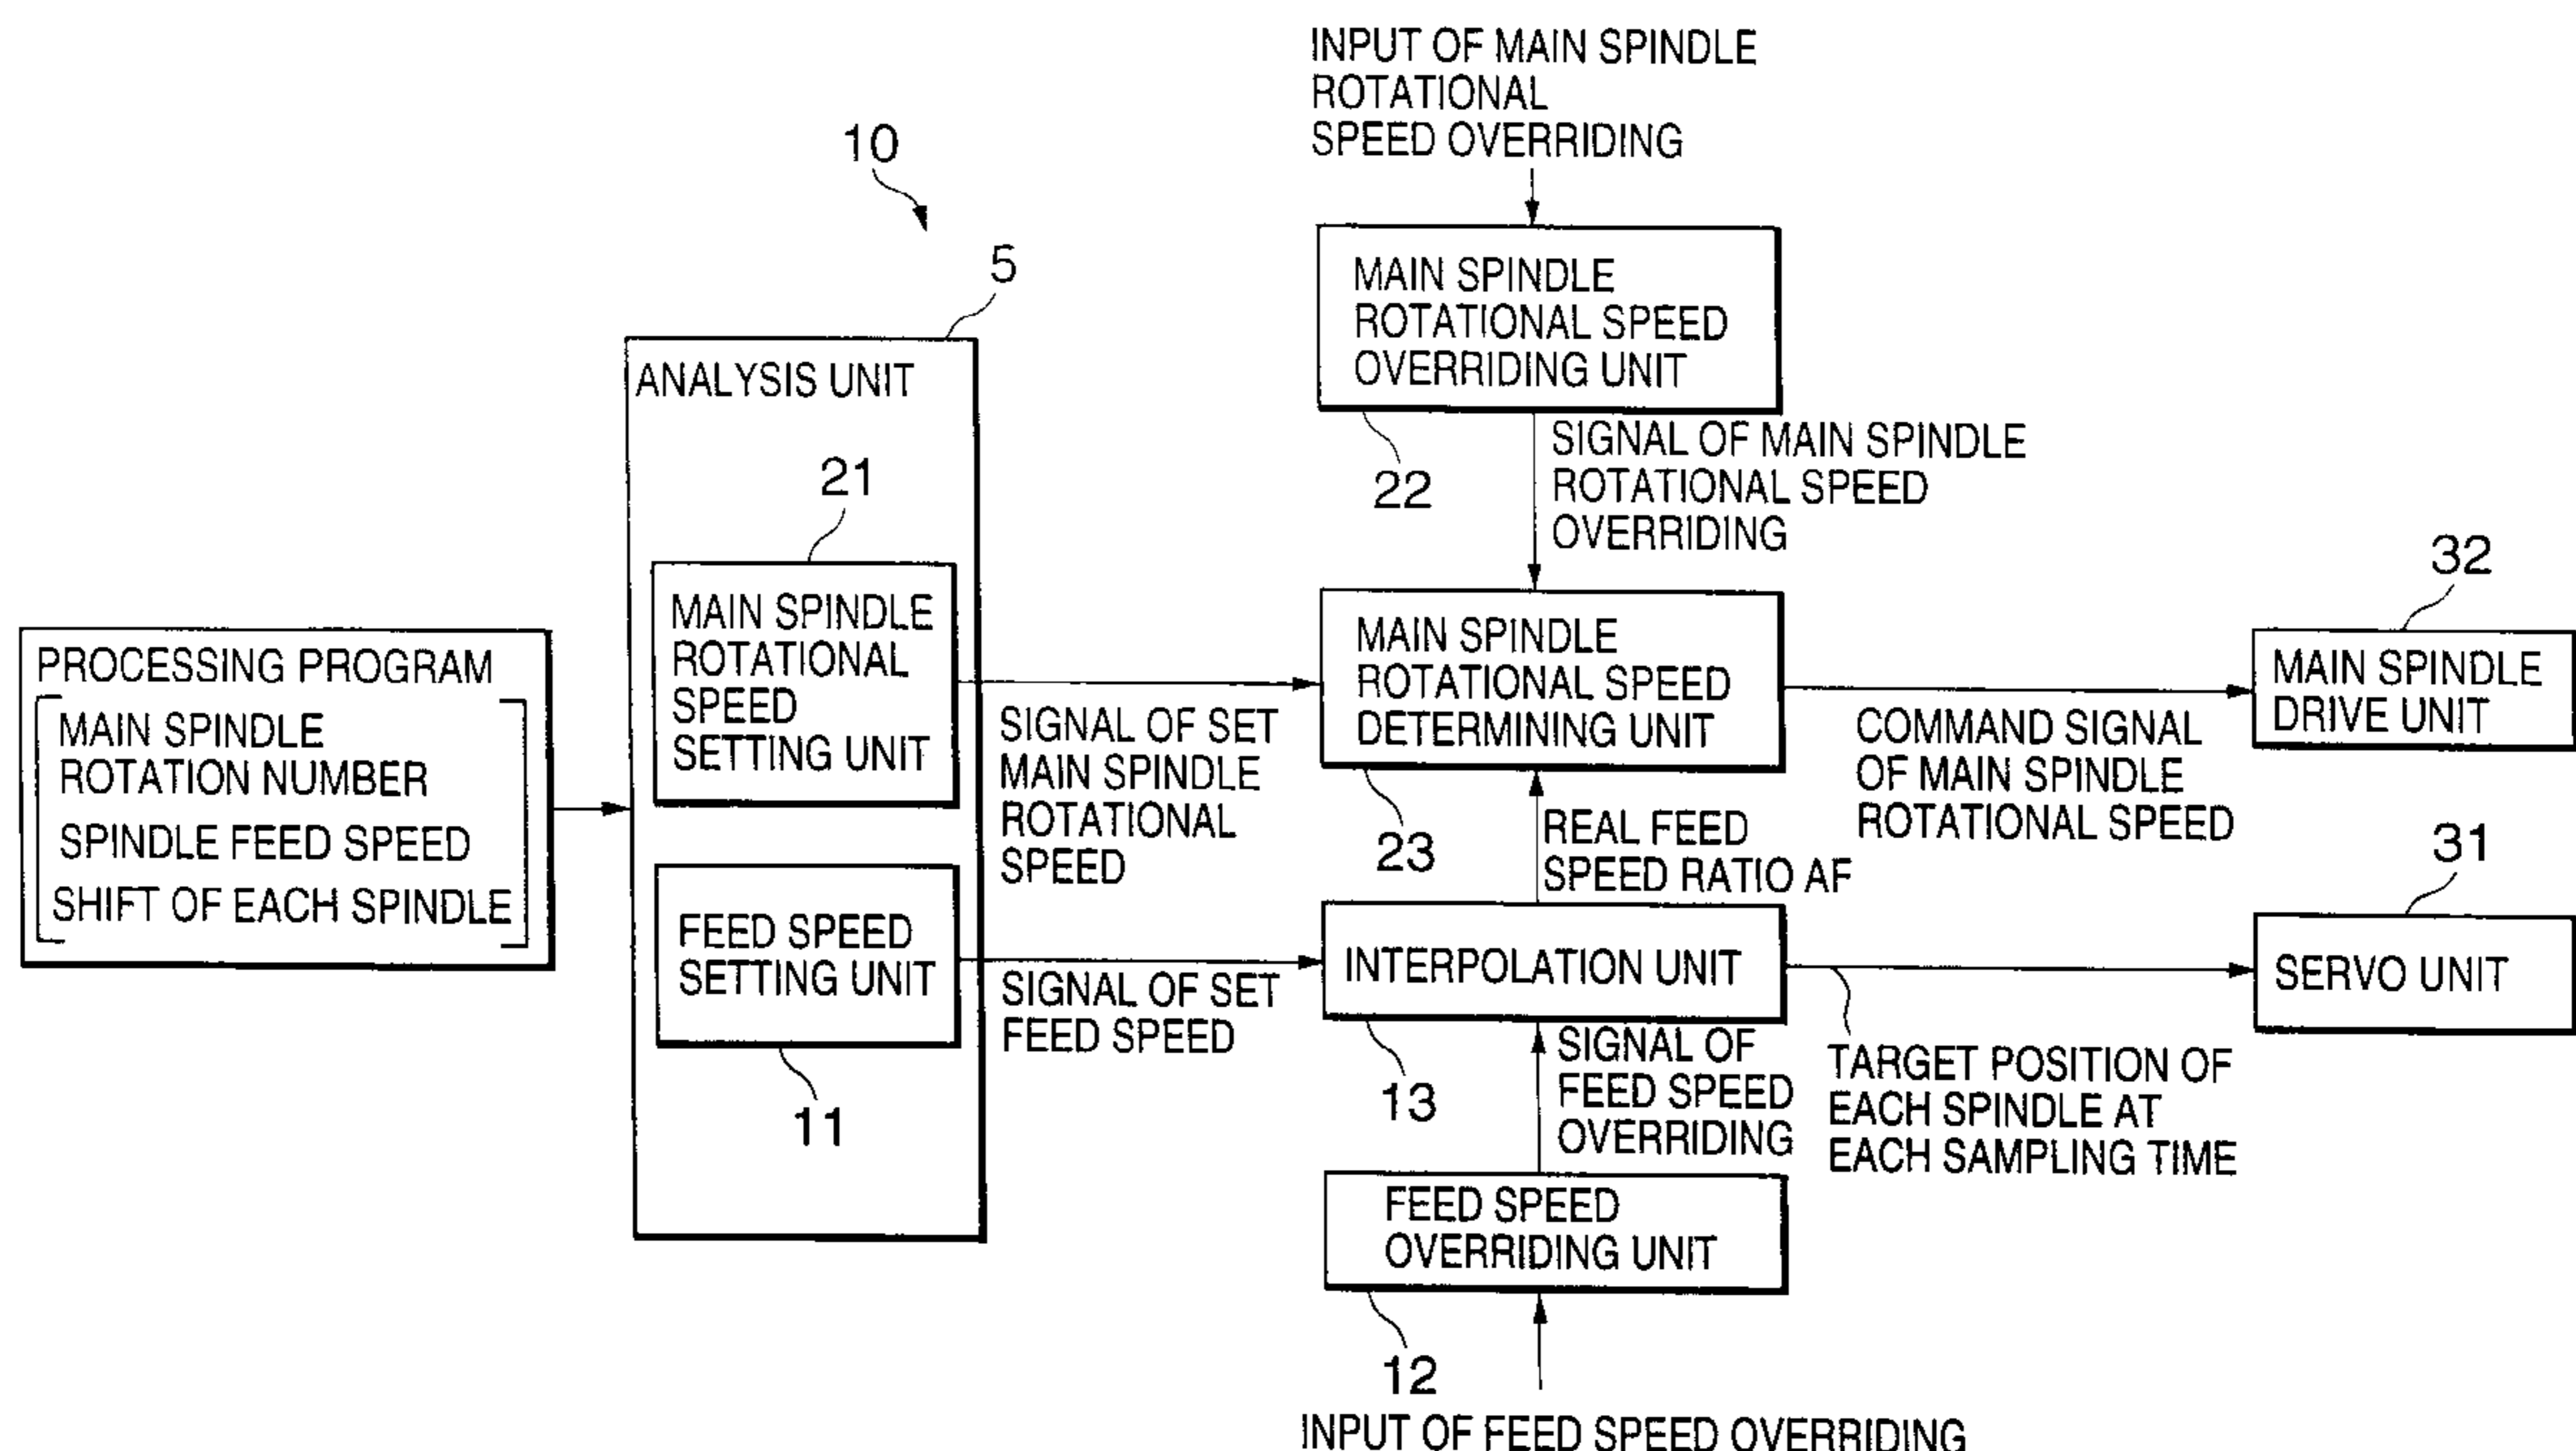 INPUT OF MAIN SPINDLE
ROTATIONAL
SPEED OVERRIDING
10
5
MAIN SPINDLE
ROTATIONAL SPEED
OVERRIDING UNIT
22
SIGNAL OF MAIN SPINDLE
ROTATIONAL SPEED
OVERRIDING
ANALYSIS UNIT
21
MAIN SPINDLE
ROTATIONAL
SPEED
SETTING UNIT
PROCESSING PROGRAM
MAIN SPINDLE
ROTATION NUMBER
SPINDLE FEED SPEED
SHIFT OF EACH SPINDLE
SIGNAL OF SET
MAIN SPINDLE
ROTATIONAL
SPEED
MAIN SPINDLE
ROTATIONAL SPEED
DETERMINING UNIT
23
COMMAND SIGNAL
OF MAIN SPINDLE
ROTATIONAL SPEED
32
MAIN SPINDLE
DRIVE UNIT
REAL FEED
SPEED RATIO AF
31
FEED SPEED
SETTING UNIT
11
SIGNAL OF SET
FEED SPEED
INTERPOLATION UNIT
13
SERVO UNIT
SIGNAL OF
FEED SPEED
OVERRIDING
TARGET POSITION OF
EACH SPINDLE AT
EACH SAMPLING TIME
FEED SPEED
OVERRIDING UNIT
12
INPUT OF FEED SPEED OVERRIDING